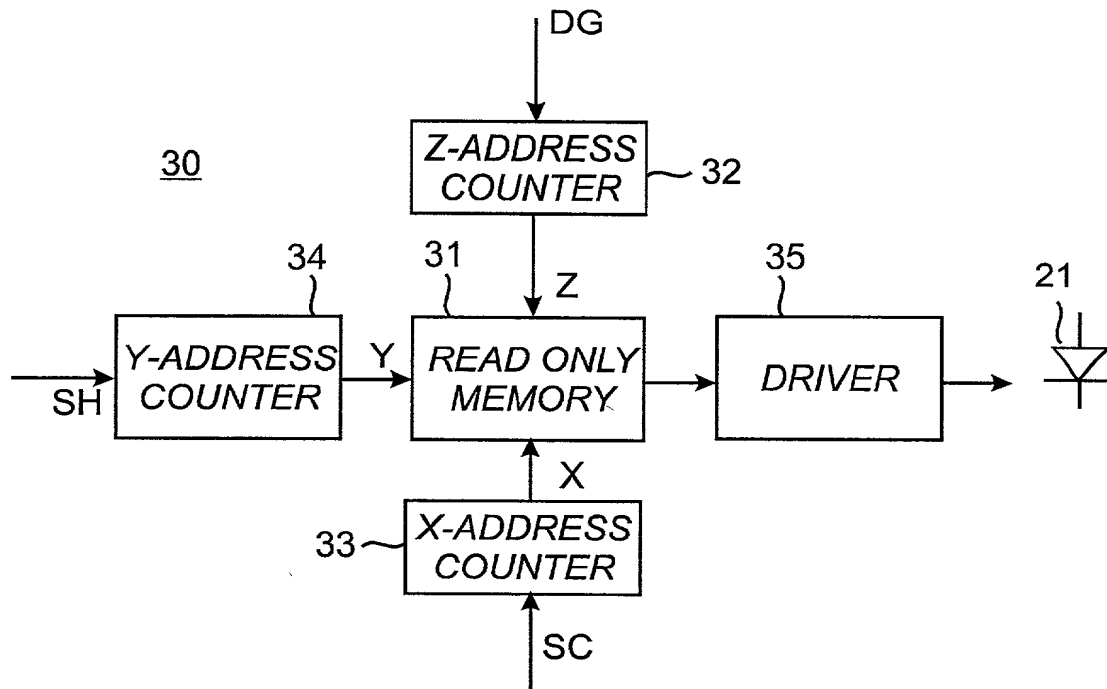 DG
Z-ADDRESS
COUNTER
32
30
34
31
35
21
Z
Y-ADDRESS
COUNTER
Y
READ ONLY
MEMORY
DRIVER
SH
X
33
X-ADDRESS
COUNTER
SC